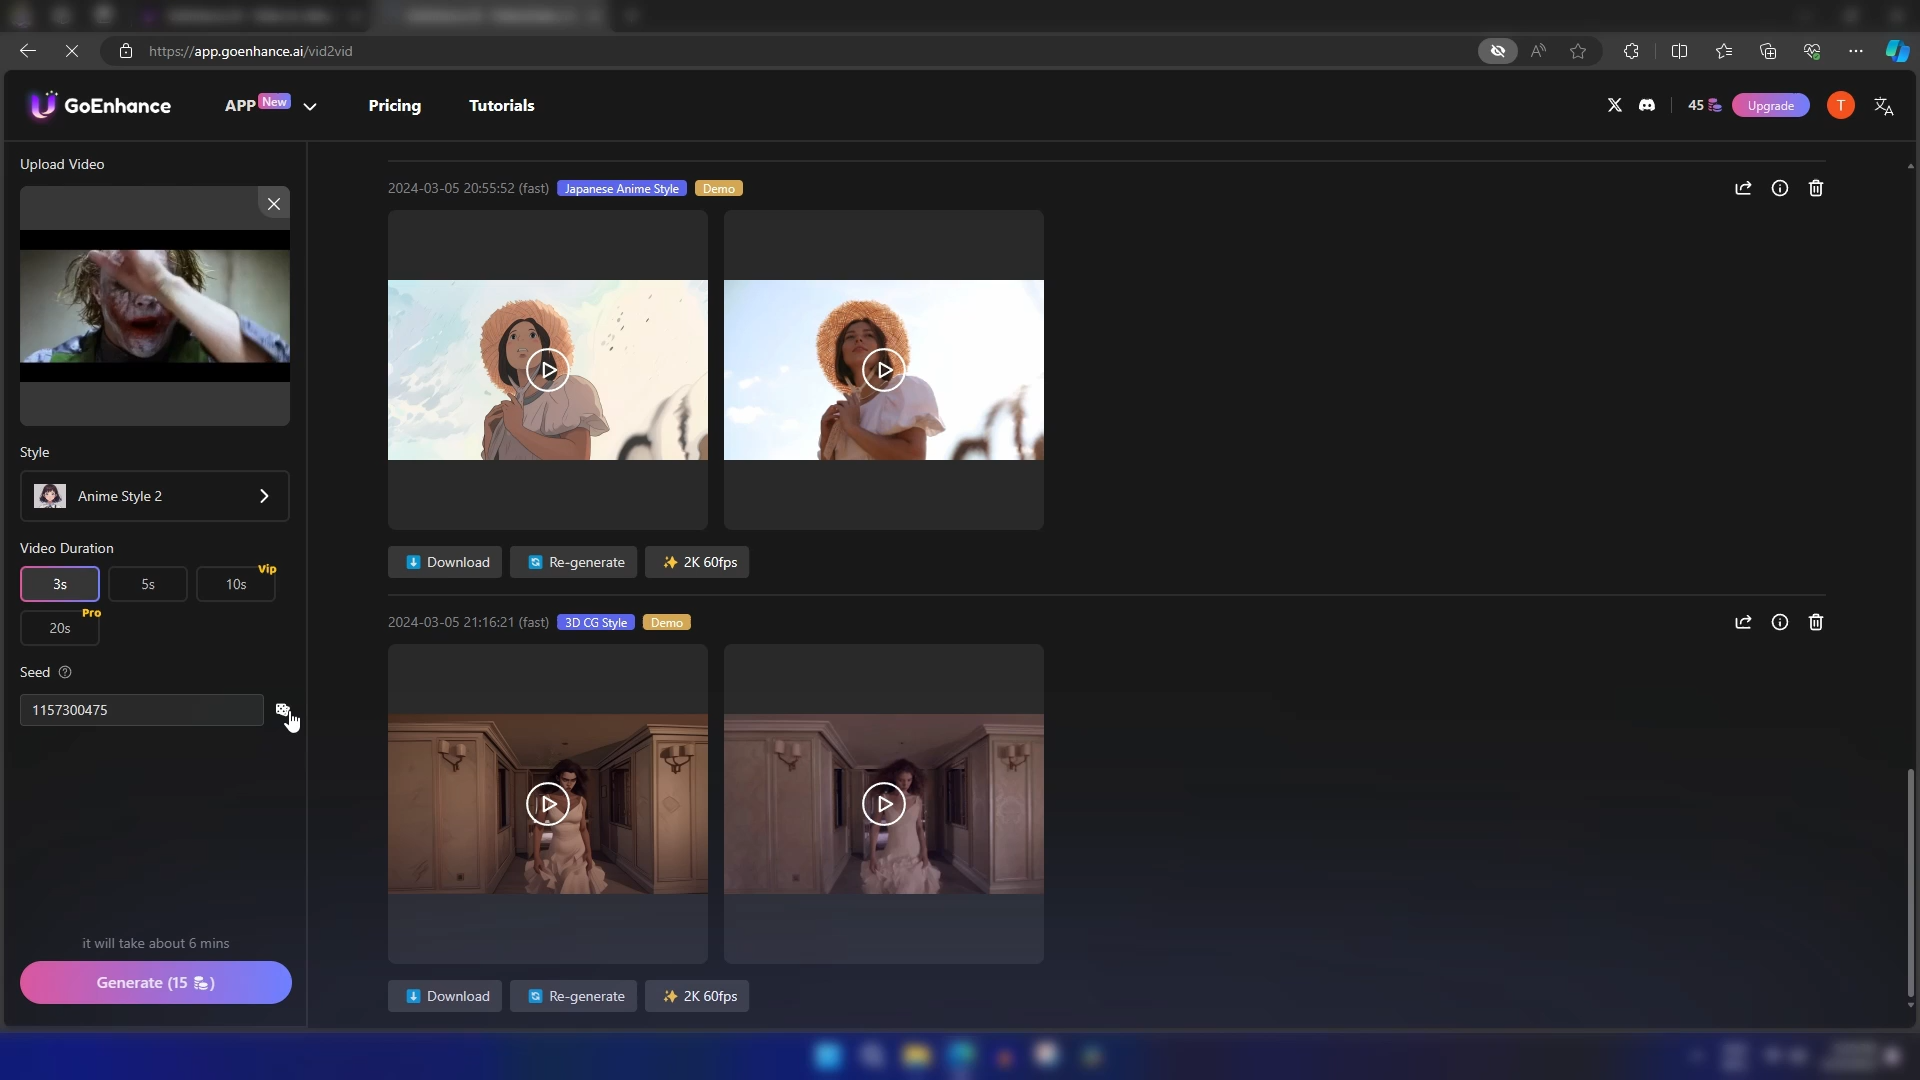 https://app.goenhance.ai/vid2vid
GoEnhance
APP New
Pricing
Tutorials
45
Upgrade
T
Upload Video
Style
Anime Style 2
Video Duration
3s
5s
10s
Vip
20s
Pro
Seed
1157300475
it will take about 6 mins
Generate (15 )
2024-03-05 20:55:52 (fast) Japanese Anime Style Demo
Download
Re-generate
2K 60fps
2024-03-05 21:16:21 (fast) 3D CG Style Demo
Download
Re-generate
2K 60fps